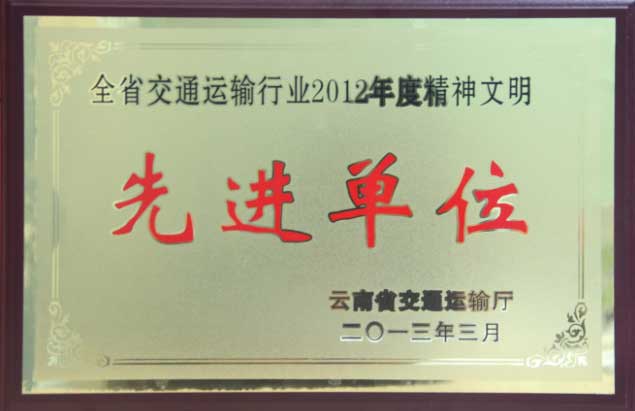 全省交通运输行业2012年度精神文明
先进单位
云南省交通运输厅
二〇一三年三月